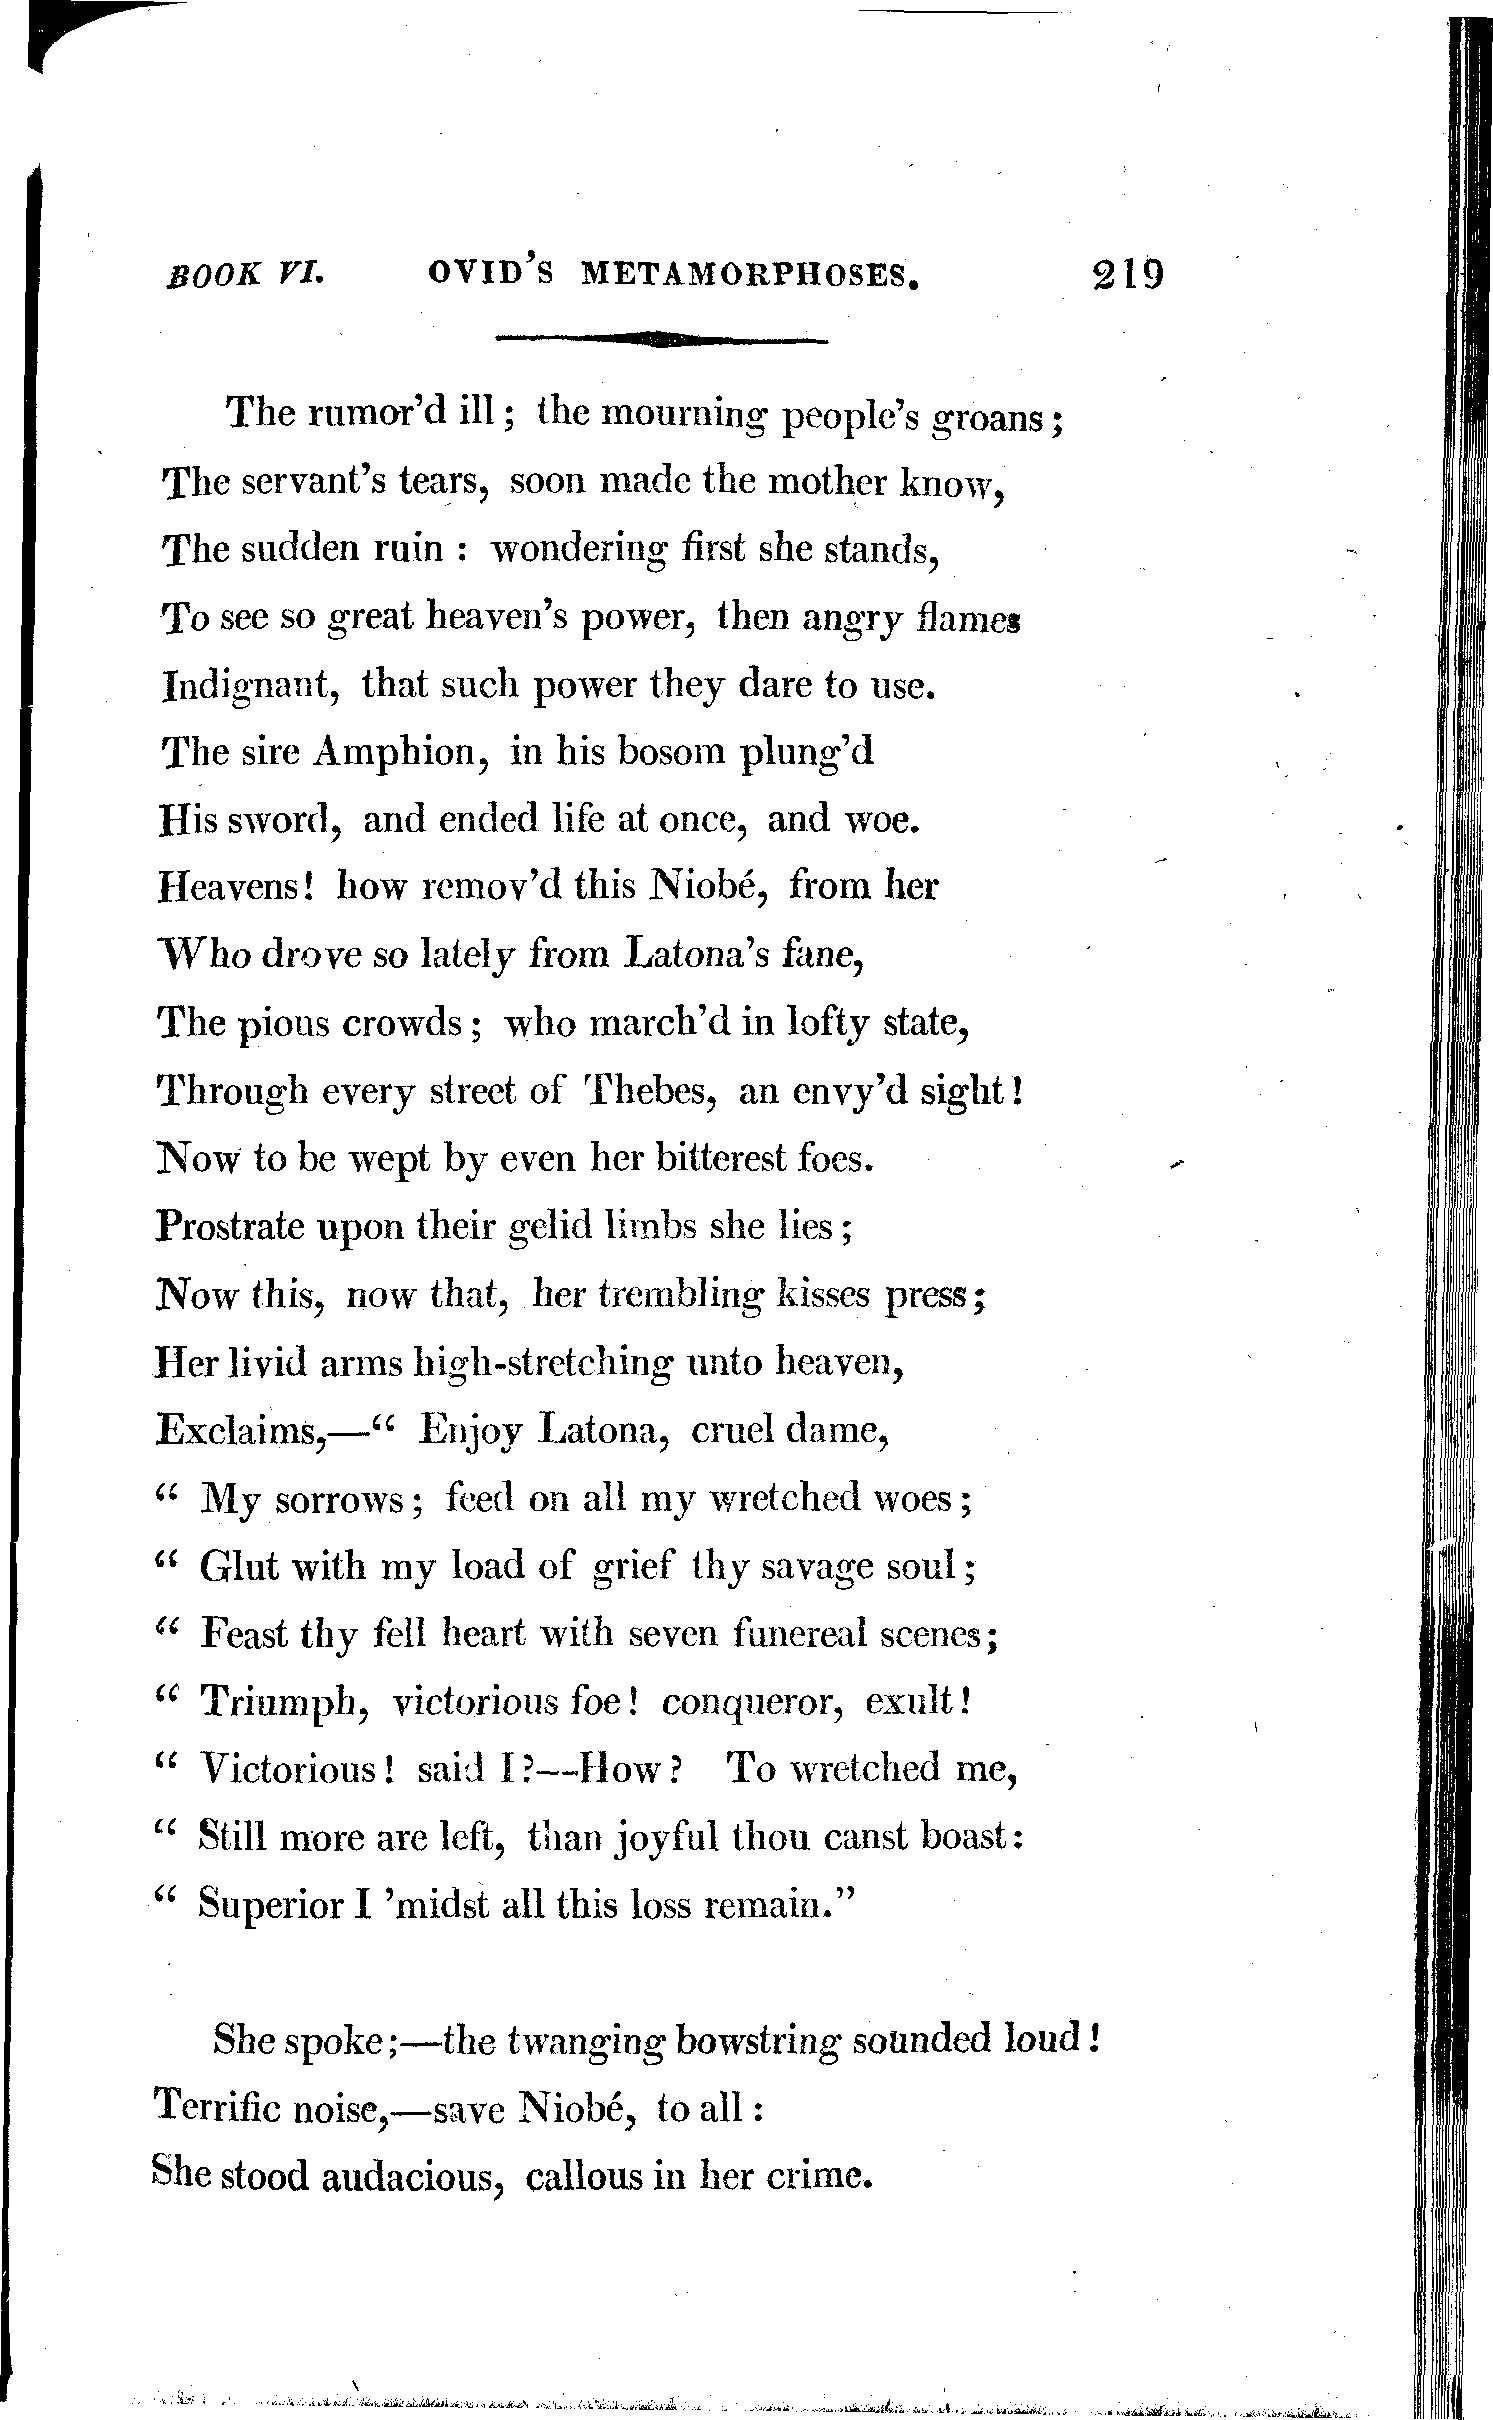 BOOK VI. OVID'S METAMORPHOSES. 219
The rumor'd ill; the mourning people's groans;
The servant's tears, soon made the mother know,
The sudden ruin: wondering first she stands,
To see so great heaven's power, then angry flames
Indignant, that such power they dare to use.
The sire Amphion, in his bosom plung'd
His sword, and ended life at once, and woe.
Heavens! how remov'd this Niobé, from her
Who drove so lately from Latona's fane,
The pious crowds; who march'd in lofty state,
Through every street of Thebes, an envy'd sight!
Now to be wept by even her bitterest foes.
Prostrate upon their gelid limbs she lies;
Now this, now that, her trembling kisses press;
Her livid arms high-stretching unto heaven,
Exclaims,—“ Enjoy Latona, cruel dame,
“ My sorrows; feed on all my wretched woes;
“ Glut with my load of grief thy savage soul;
“ Feast thy fell heart with seven funereal scenes;
“ Triumph, victorious foe! conqueror, exult!
“ Victorious! said I?—How? To wretched me,
“ Still more are left, than joyful thou canst boast:
“ Superior I 'midst all this loss remain.”
She spoke;—the twanging bowstring sounded loud!
Terrific noise,—save Niobé, to all:
She stood audacious, callous in her crime.